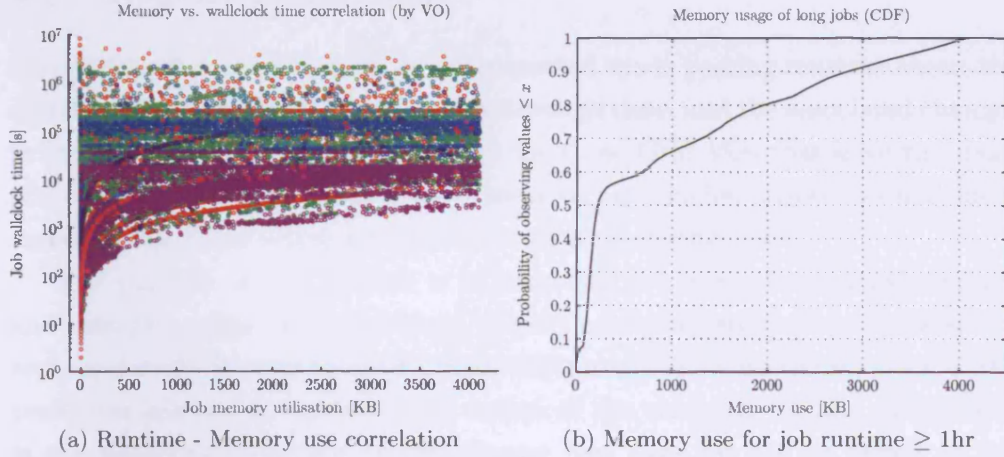 Memory vs. wallclock time correlation (by VO)
10^7
10^6
10^5
10^4
10^3
10^2
10^1
10^0
Job wallclock time [s]
0 500 1000 1500 2000 2500 3000 3500 4000
Job memory utilisation [KB]
(a) Runtime - Memory use correlation
Memory usage of long jobs (CDF)
1
0.9
0.8
0.7
0.6
0.5
0.4
0.3
0.2
0.1
0
Probability of observing values ≤ x
0 1000 2000 3000 4000
Memory use [KB]
(b) Memory use for job runtime ≥ 1hr